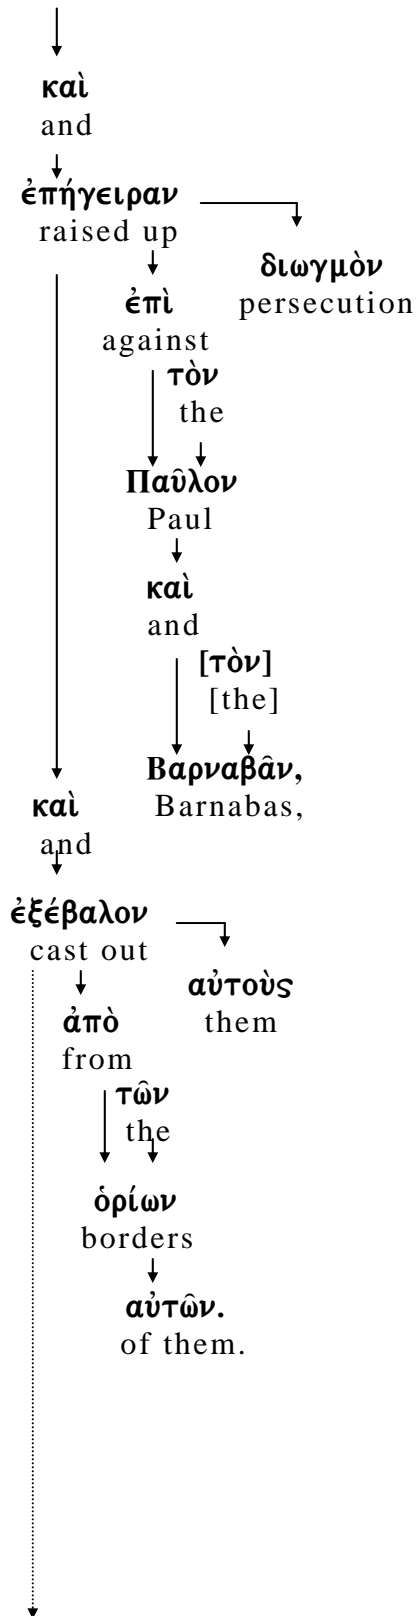 καὶ
and
ἐπήγειραν
raised up
διωγμὸν
persecution
ἐπὶ
against
τὸν
the
Παῦλον
Paul
καὶ
and
[τὸν]
[the]
Βαρναβᾶν,
Barnabas,
καὶ
and
ἐξέβαλον
cast out
αὐτοὺς
them
ἀπὸ
from
τῶν
the
ὁρίων
borders
αὐτῶν.
of them.